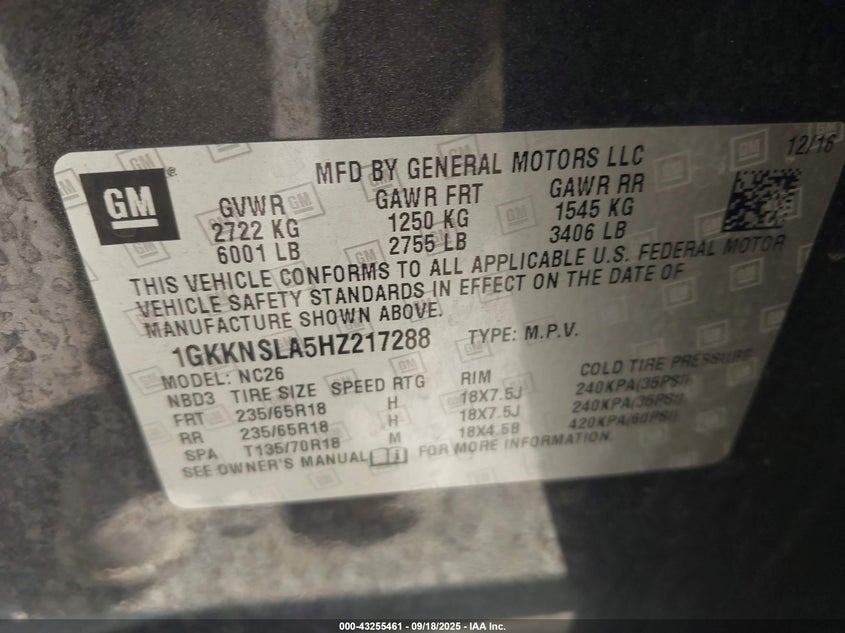 MFD BY GENERAL MOTORS LLC 12/16
GM ®
GVWR GAWR FRT GAWR RR
2722 KG 1250 KG 1545 KG
6001 LB 2755 LB 3406 LB
THIS VEHICLE CONFORMS TO ALL APPLICABLE U.S. FEDERAL MOTOR
VEHICLE SAFETY STANDARDS IN EFFECT ON THE DATE OF
MANUFACTURE SHOWN ABOVE.
1GKKNSLA5HZ217288 TYPE: M.P.V.
MODEL: NC26
NBD3 TIRE SIZE SPEED RTG RIM COLD TIRE PRESSURE
FRT 235/65R18 H 18X7.5J 240KPA(35PSI)
RR 235/65R18 H 18X7.5J 240KPA(35PSI)
SPA T135/70R18 M 18X4.5B 420KPA(60PSI)
SEE OWNER'S MANUAL FOR MORE INFORMATION.
000-43255461 - 09/18/2025 - IAA Inc.